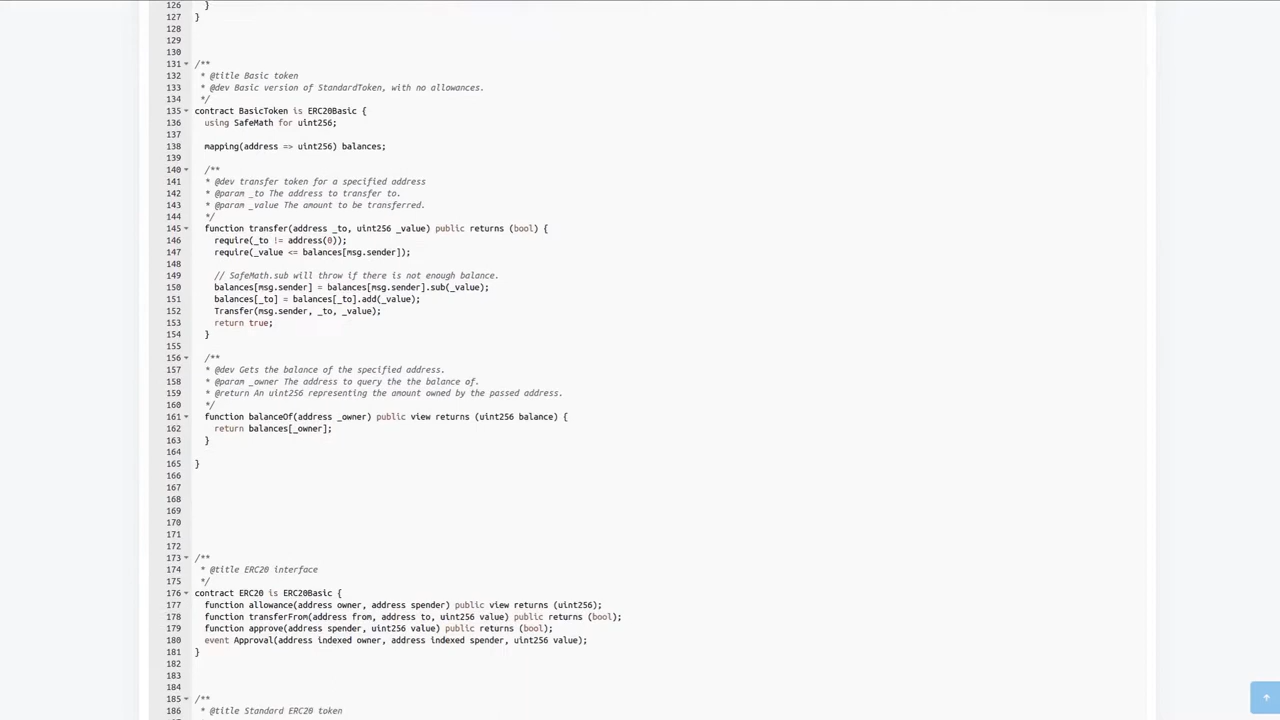 126   }
127 }
128
129
130
131 /**
132  * @title Basic token
133  * @dev Basic version of StandardToken, with no allowances.
134  */
135 contract BasicToken is ERC20Basic {
136   using SafeMath for uint256;
137
138   mapping(address => uint256) balances;
139
140   /**
141   * @dev transfer token for a specified address
142   * @param _to The address to transfer to.
143   * @param _value The amount to be transferred.
144   */
145   function transfer(address _to, uint256 _value) public returns (bool) {
146     require(_to != address(0));
147     require(_value <= balances[msg.sender]);
148
149     // SafeMath.sub will throw if there is not enough balance.
150     balances[msg.sender] = balances[msg.sender].sub(_value);
151     balances[_to] = balances[_to].add(_value);
152     Transfer(msg.sender, _to, _value);
153     return true;
154   }
155
156   /**
157   * @dev Gets the balance of the specified address.
158   * @param _owner The address to query the the balance of.
159   * @return An uint256 representing the amount owned by the passed address.
160   */
161   function balanceOf(address _owner) public view returns (uint256 balance) {
162     return balances[_owner];
163   }
164
165 }
166
167
168
169
170
171
172
173 /**
174  * @title ERC20 interface
175  */
176 contract ERC20 is ERC20Basic {
177   function allowance(address owner, address spender) public view returns (uint256);
178   function transferFrom(address from, address to, uint256 value) public returns (bool);
179   function approve(address spender, uint256 value) public returns (bool);
180   event Approval(address indexed owner, address indexed spender, uint256 value);
181 }
182
183
184
185 /**
186  * @title Standard ERC20 token